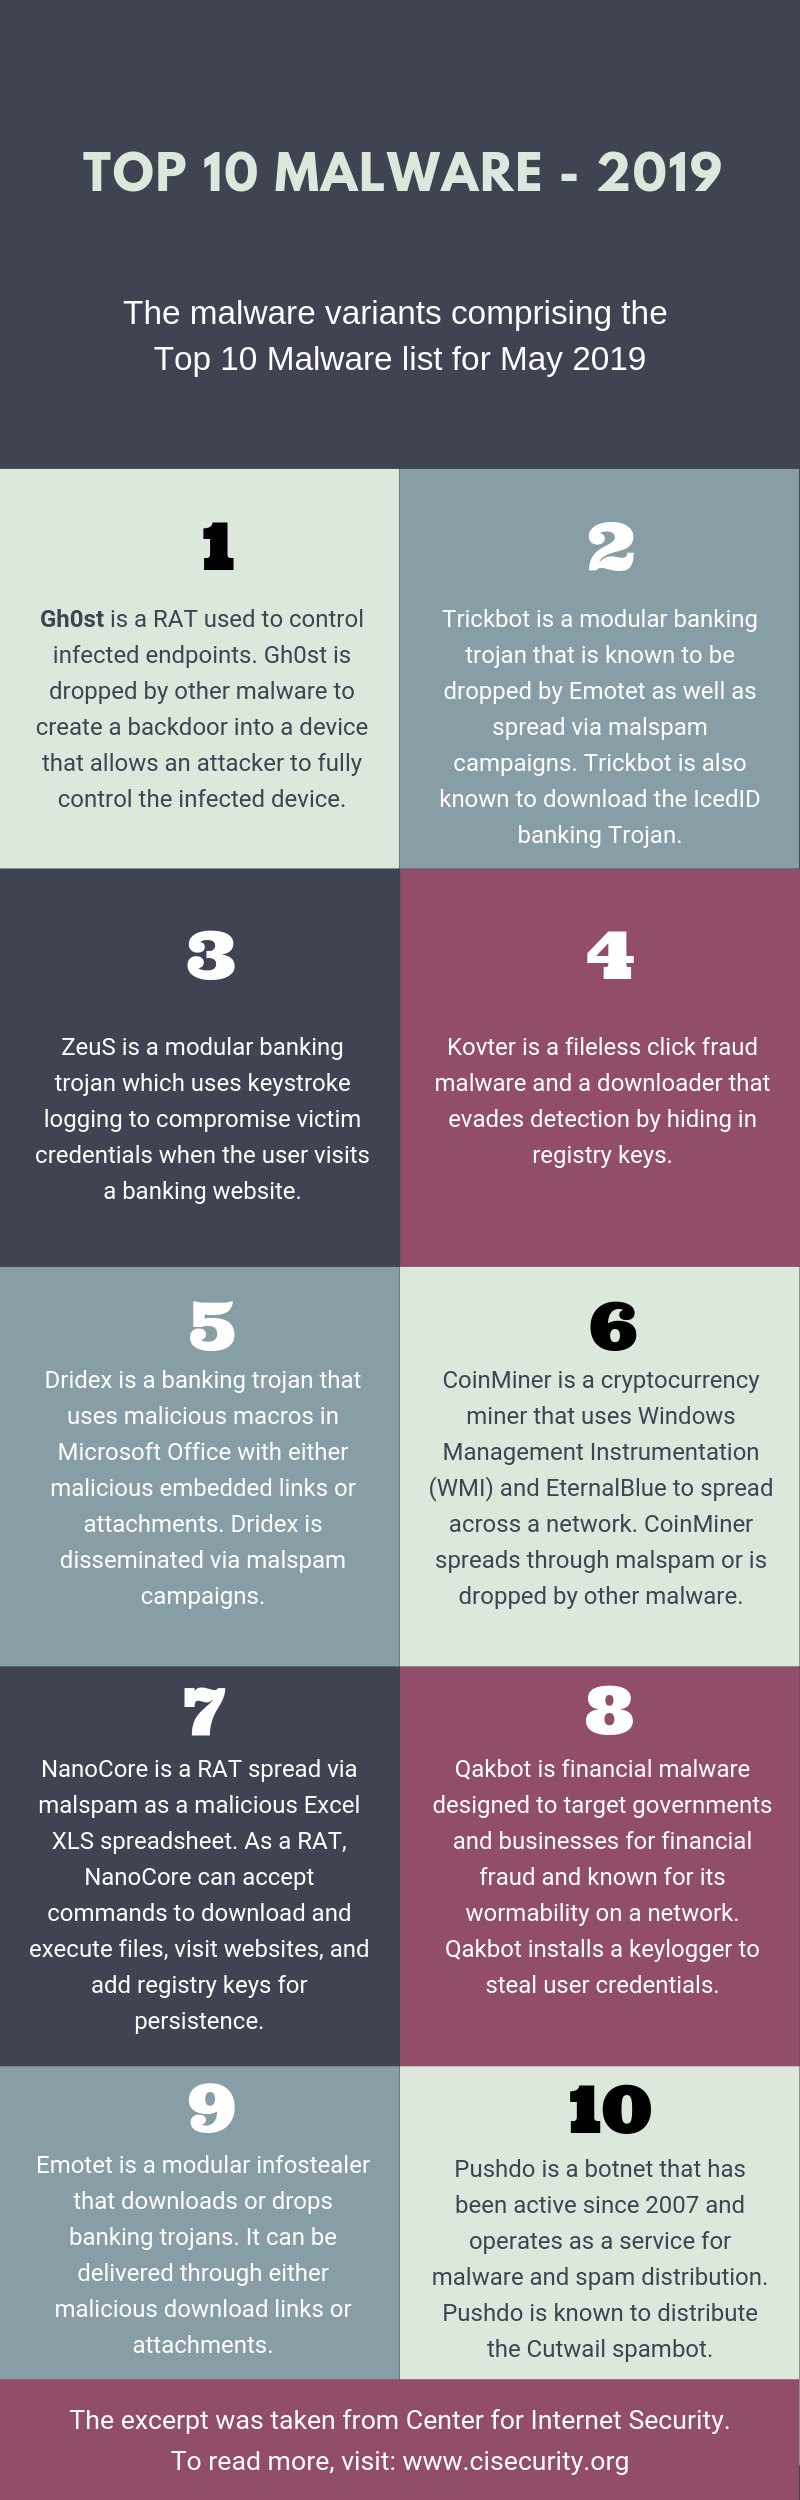 TOP 10 MALWARE - 2019
The malware variants comprising the
Top 10 Malware list for May 2019
1
Gh0st is a RAT used to control
infected endpoints. Gh0st is
dropped by other malware to
create a backdoor into a device
that allows an attacker to fully
control the infected device.
2
Trickbot is a modular banking
trojan that is known to be
dropped by Emotet as well as
spread via malspam
campaigns. Trickbot is also
known to download the IcedID
banking Trojan.
3
ZeuS is a modular banking
trojan which uses keystroke
logging to compromise victim
credentials when the user visits
a banking website.
4
Kovter is a fileless click fraud
malware and a downloader that
evades detection by hiding in
registry keys.
5
Dridex is a banking trojan that
uses malicious macros in
Microsoft Office with either
malicious embedded links or
attachments. Dridex is
disseminated via malspam
campaigns.
6
CoinMiner is a cryptocurrency
miner that uses Windows
Management Instrumentation
(WMI) and EternalBlue to spread
across a network. CoinMiner
spreads through malspam or is
dropped by other malware.
7
NanoCore is a RAT spread via
malspam as a malicious Excel
XLS spreadsheet. As a RAT,
NanoCore can accept
commands to download and
execute files, visit websites, and
add registry keys for
persistence.
8
Qakbot is financial malware
designed to target governments
and businesses for financial
fraud and known for its
wormability on a network.
Qakbot installs a keylogger to
steal user credentials.
9
Emotet is a modular infostealer
that downloads or drops
banking trojans. It can be
delivered through either
malicious download links or
attachments.
10
Pushdo is a botnet that has
been active since 2007 and
operates as a service for
malware and spam distribution.
Pushdo is known to distribute
the Cutwail spambot.
The excerpt was taken from Center for Internet Security.
To read more, visit: www.cisecurity.org